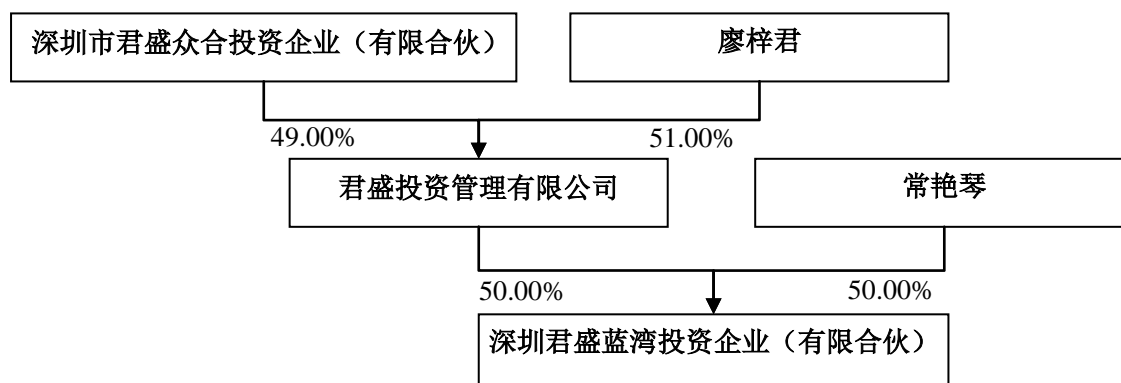 深圳市君盛众合投资企业（有限合伙）
廖梓君
49.00%
51.00%
君盛投资管理有限公司
常艳琴
50.00%
50.00%
深圳君盛蓝湾投资企业（有限合伙）